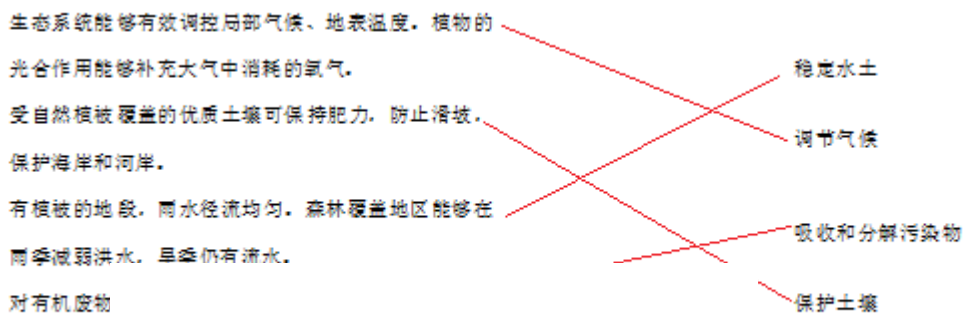 生态系统能够有效调控局部气候、地表温度。植物的
光合作用能够补充大气中消耗的氧气。
稳定水土
受自然植被覆盖的优质土壤可保持肥力，防止滑坡，
调节气候
保护海岸和河岸。
有植被的地段，雨水径流均匀。森林覆盖地区能够在
吸收和分解污染物
雨季减弱洪水，旱季仍有流水。
对有机废物
保护土壤